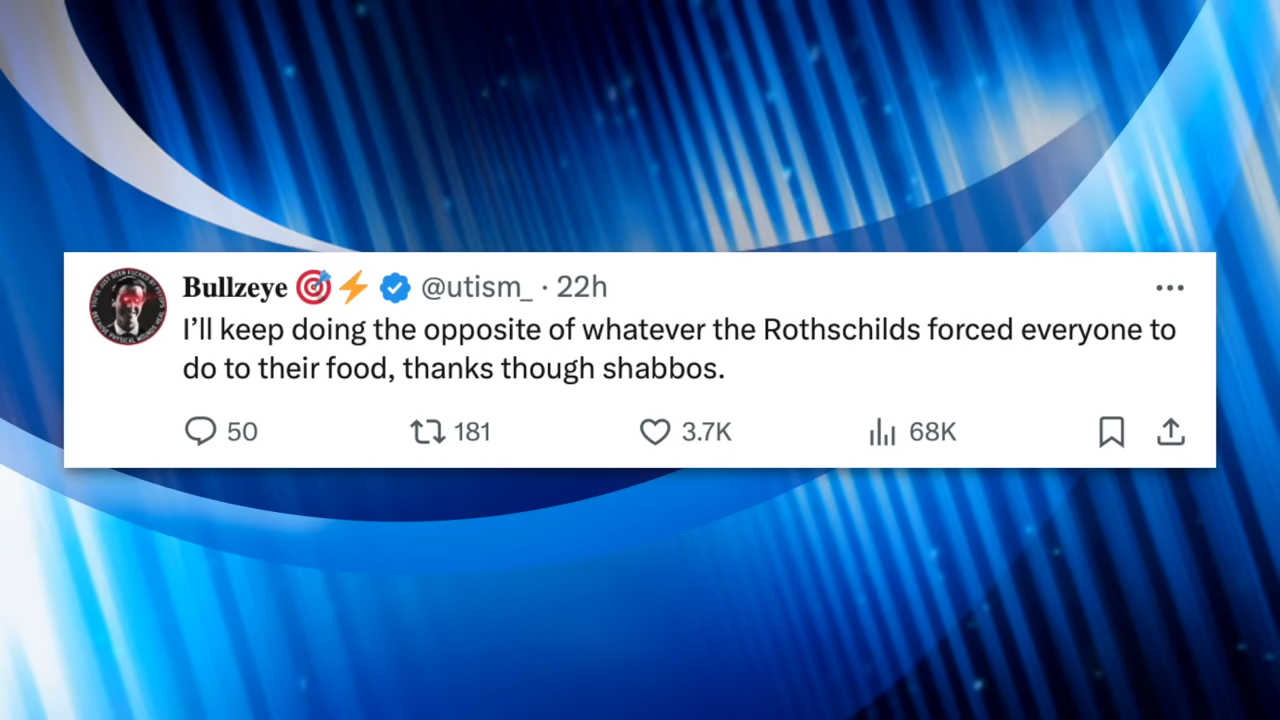 Bullzeye 🎯⚡ @utism_ · 22h
I’ll keep doing the opposite of whatever the Rothschilds forced everyone to
do to their food, thanks though shabbos.
50 181 3.7K 68K